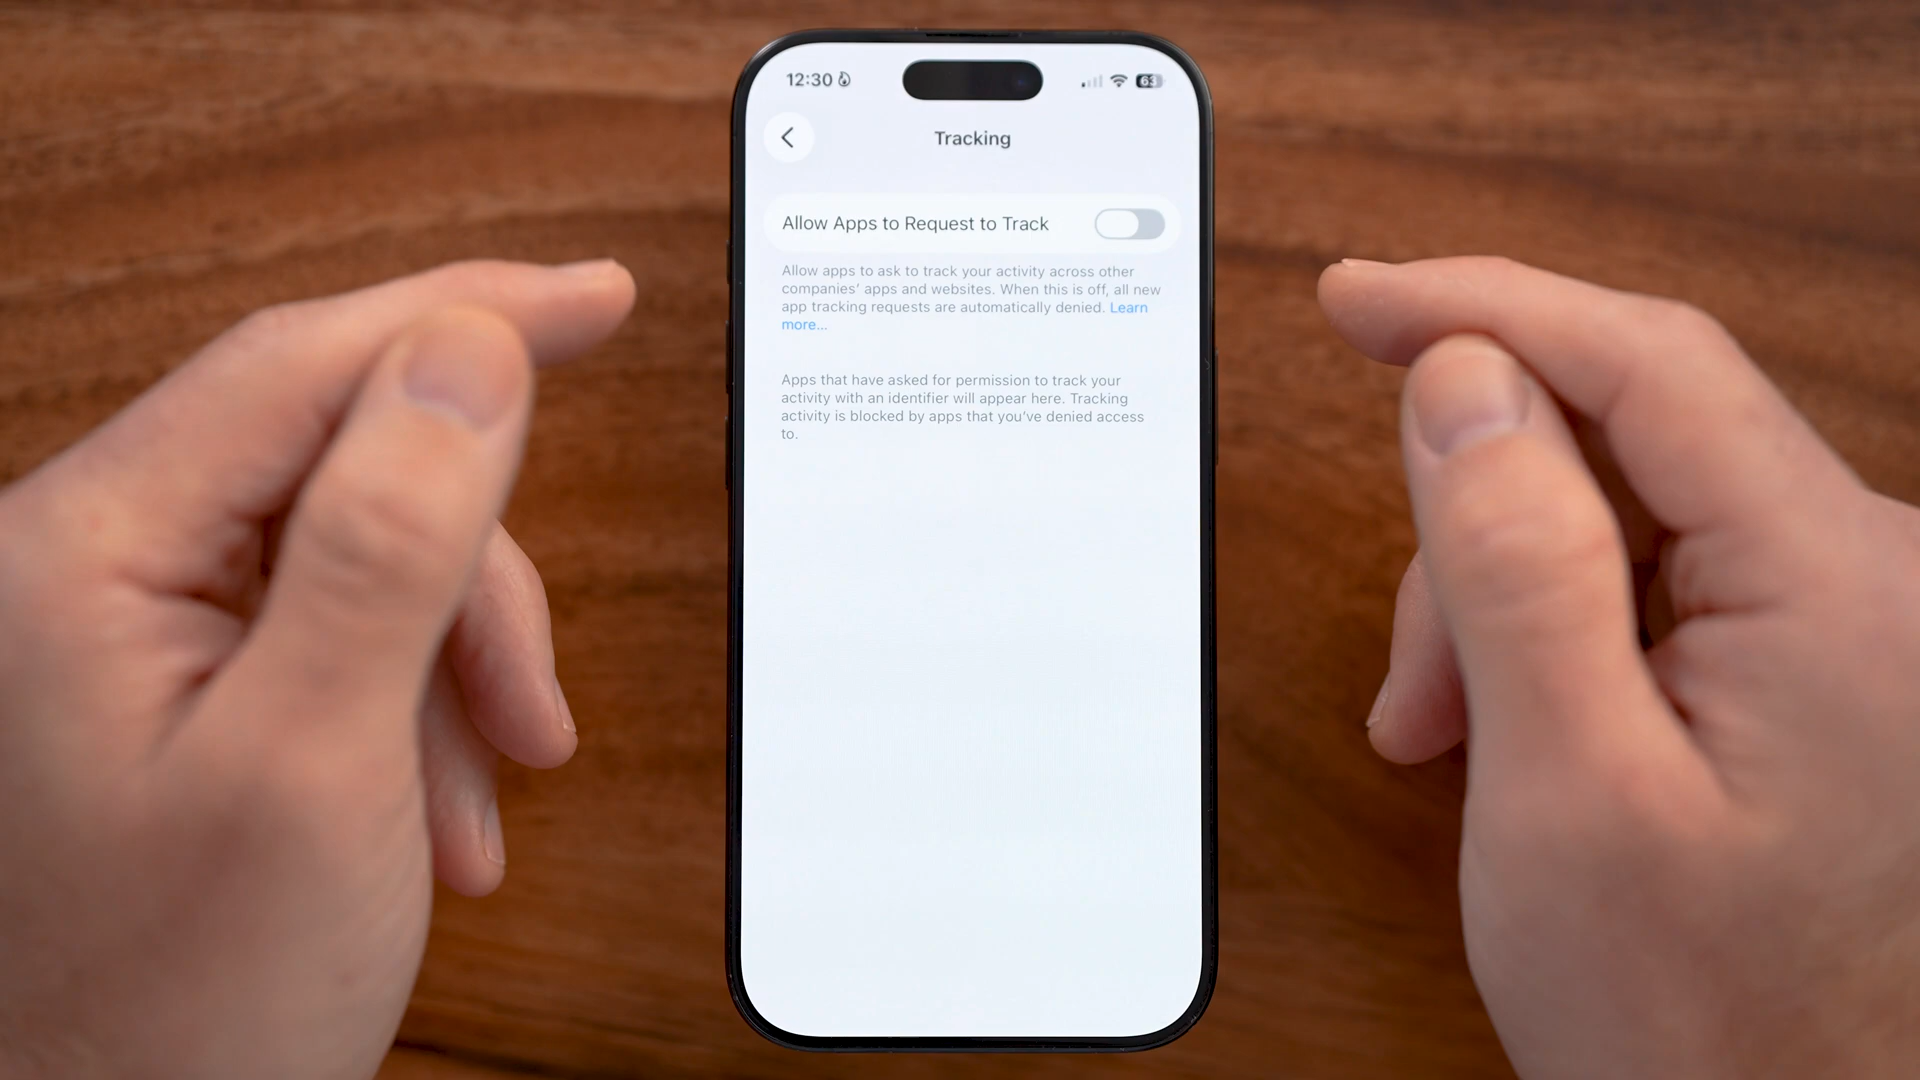 12:30
63
Tracking
Allow Apps to Request to Track
Allow apps to ask to track your activity across other
companies’ apps and websites. When this is off, all new
app tracking requests are automatically denied. Learn
more...
Apps that have asked for permission to track your
activity with an identifier will appear here. Tracking
activity is blocked by apps that you’ve denied access
to.